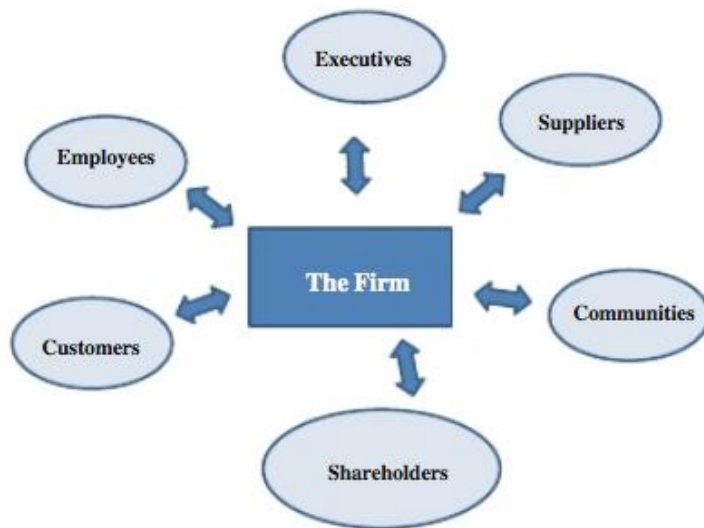 Executives
Suppliers
Employees
The Firm
Communities
Customers
Shareholders